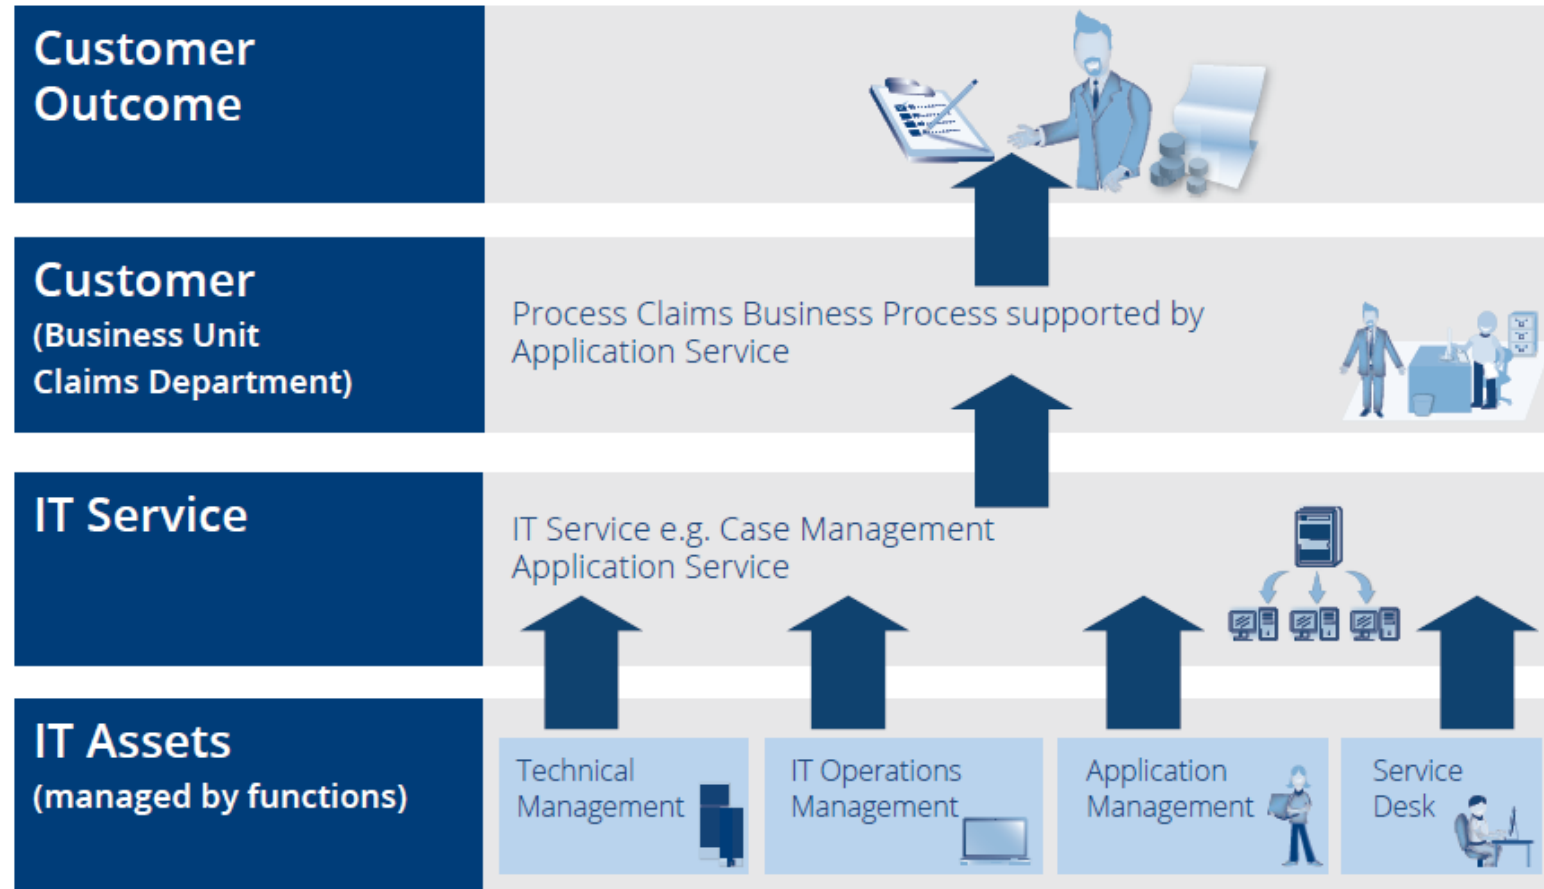 Customer
Outcome
Customer
(Business Unit
Claims Department)
Process Claims Business Process supported by
Application Service
IT Service
IT Service e.g. Case Management
Application Service
IT Assets
(managed by functions)
Technical
Management
IT Operations
Management
Application
Management
Service
Desk